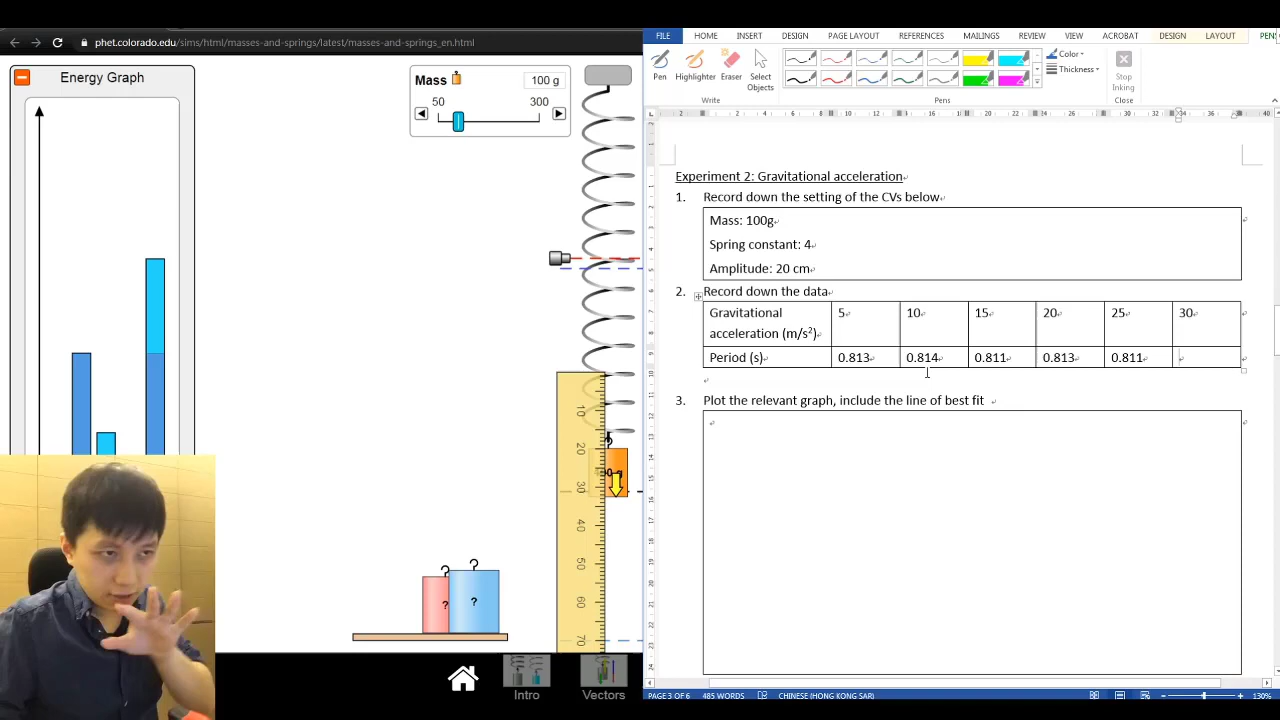 phet.colorado.edu/sims/html/masses-and-springs/latest/masses-and-springs_en.html
Energy Graph
Mass
100 g
50
300
10
20
30
40
50
60
70
?
?
?
?
Intro
Vectors
FILE
HOME
INSERT
DESIGN
PAGE LAYOUT
REFERENCES
MAILINGS
REVIEW
VIEW
ACROBAT
DESIGN
LAYOUT
PEN
Pen
Highlighter
Eraser
Select Objects
Color
Thickness
Stop Inking
Write
Pens
Close
Experiment 2: Gravitational acceleration
1. Record down the setting of the CVs below
Mass: 100g
Spring constant: 4
Amplitude: 20 cm
2. Record down the data
Gravitational acceleration (m/s²) 5 10 15 20 25 30
Period (s) 0.813 0.814 0.811 0.813 0.811
3. Plot the relevant graph, include the line of best fit
PAGE 3 OF 6
485 WORDS
CHINESE (HONG KONG SAR)
130%